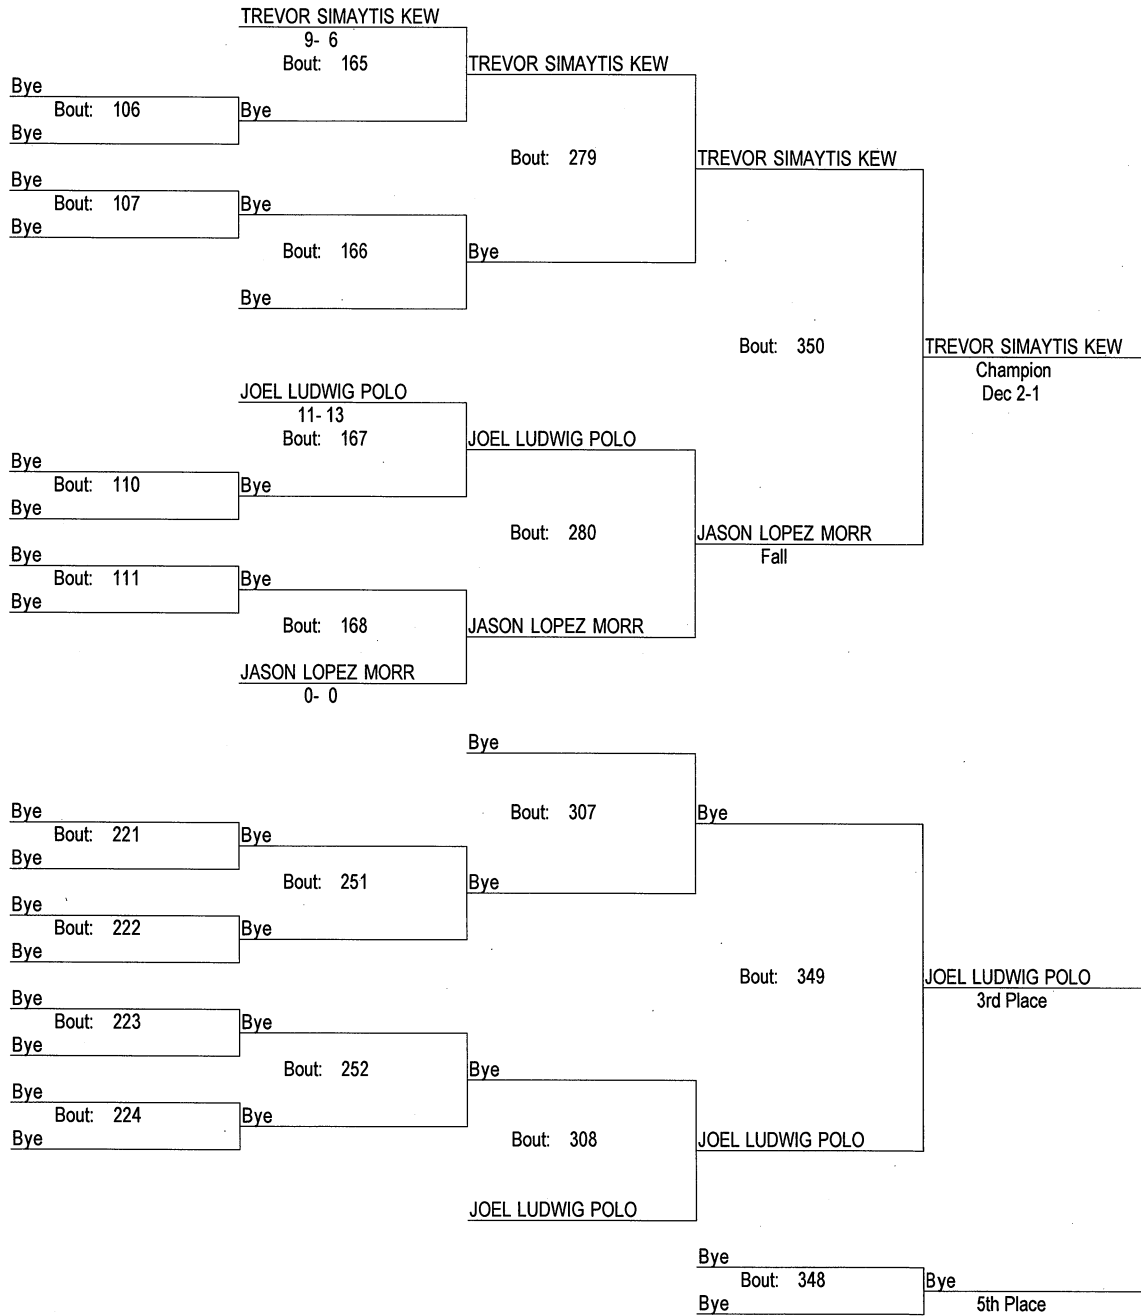 TREVOR SIMAYTIS KEW
9- 6
Bout: 165
TREVOR SIMAYTIS KEW
Bye
Bout: 106
Bye
Bye
Bout: 279
TREVOR SIMAYTIS KEW
Bye
Bout: 107
Bye
Bye
Bout: 166
Bye
Bye
Bout: 350
TREVOR SIMAYTIS KEW
Champion
Dec 2-1
JOEL LUDWIG POLO
11- 13
Bout: 167
JOEL LUDWIG POLO
Bye
Bout: 110
Bye
Bye
Bout: 280
JASON LOPEZ MORR
Fall
Bye
Bout: 111
Bye
Bye
Bout: 168
JASON LOPEZ MORR
JASON LOPEZ MORR
0- 0
Bye
Bout: 307
Bye
Bye
Bout: 221
Bye
Bye
Bout: 251
Bye
Bye
Bout: 222
Bye
Bye
Bout: 349
JOEL LUDWIG POLO
3rd Place
Bye
Bout: 223
Bye
Bye
Bout: 252
Bye
Bye
Bout: 224
Bye
Bye
Bout: 308
JOEL LUDWIG POLO
JOEL LUDWIG POLO
Bye
Bout: 348
Bye
Bye
5th Place